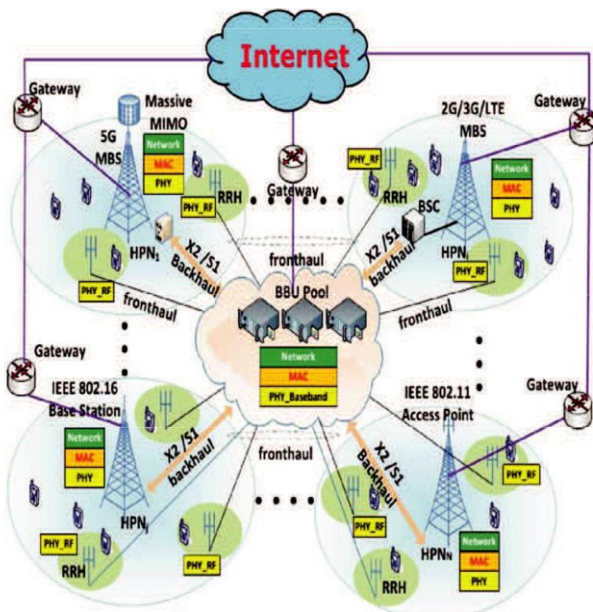 Internet
Gateway
Massive
MIMO
5G
MBS
Network
MAC
PHY
RRH
PHY_RF
HPN1
PHY_RF
X2 /S1
Backhaul
fronthaul
Gateway
2G/3G/LTE
MBS
Gateway
Network
MAC
PHY
PHY_RF
RRH
BSC
HPNi
PHY_RF
X2 /S1
Backhaul
fronthaul
fronthaul
BBU Pool
Network
MAC
PHY_Baseband
Gateway
IEEE 802.16
Base Station
Network
MAC
PHY
X2 /S1
backhaul
HPNj
PHY_RF
RRH
PHY_RF
fronthaul
IEEE 802.11
Access Point
Gateway
X2 /S1
Backhaul
PHY_RF
PHY_RF
RRH
HPNN
Network
MAC
PHY